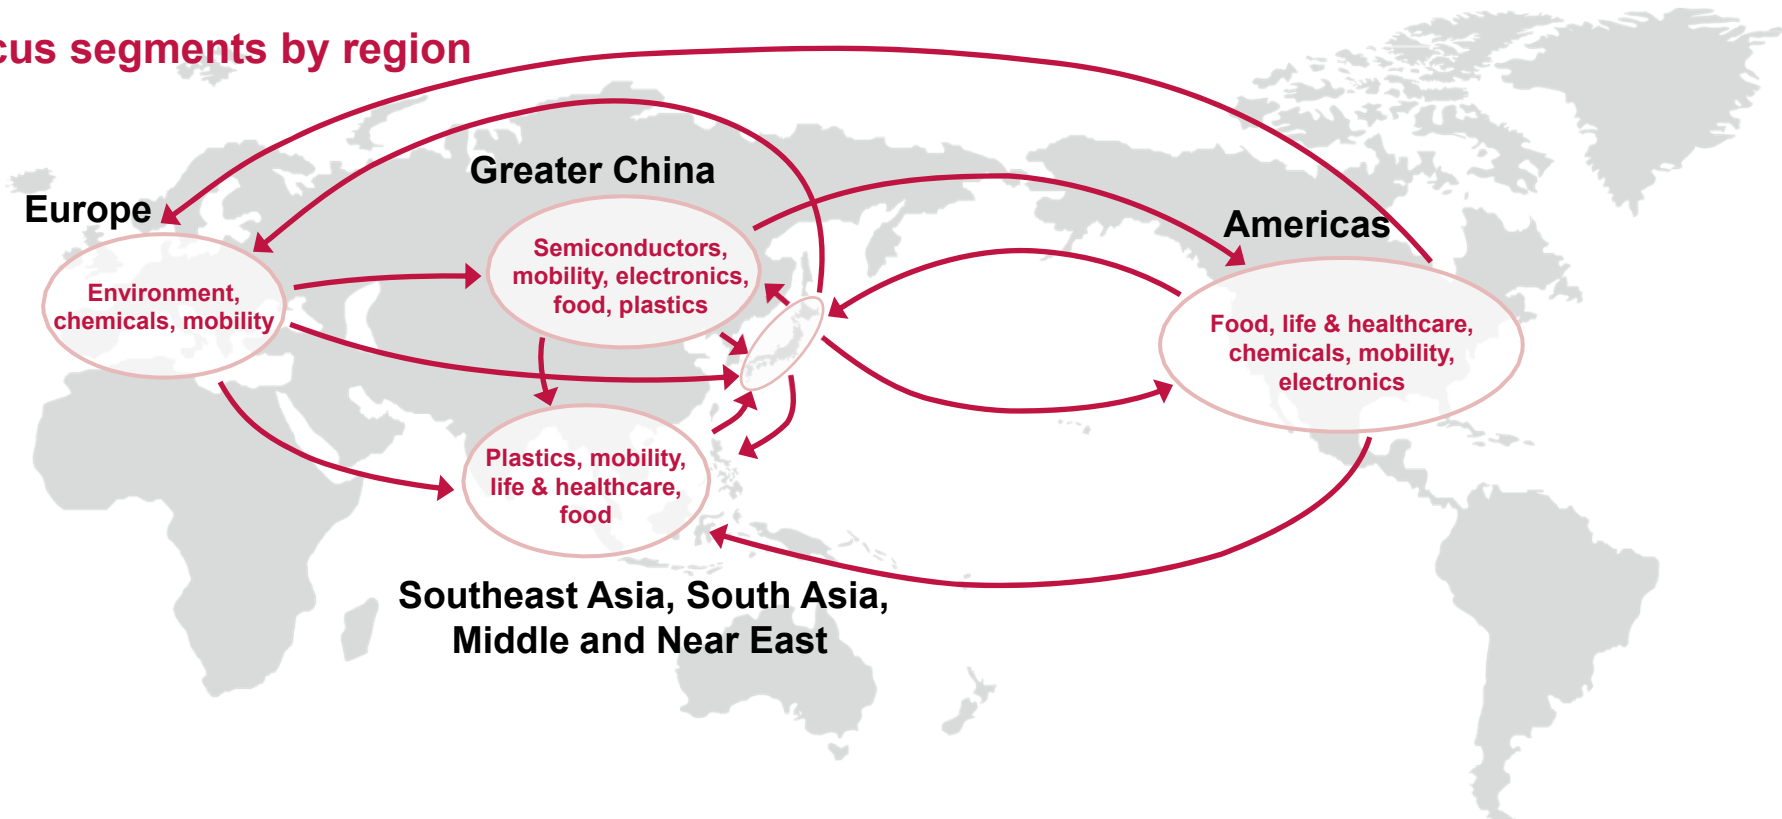 cus segments by region
Greater China
Europe
Americas
Semiconductors,
mobility, electronics,
food, plastics
Environment,
chemicals, mobility
Food, life & healthcare,
chemicals, mobility,
electronics
Plastics, mobility,
life & healthcare,
food
Southeast Asia, South Asia,
Middle and Near East